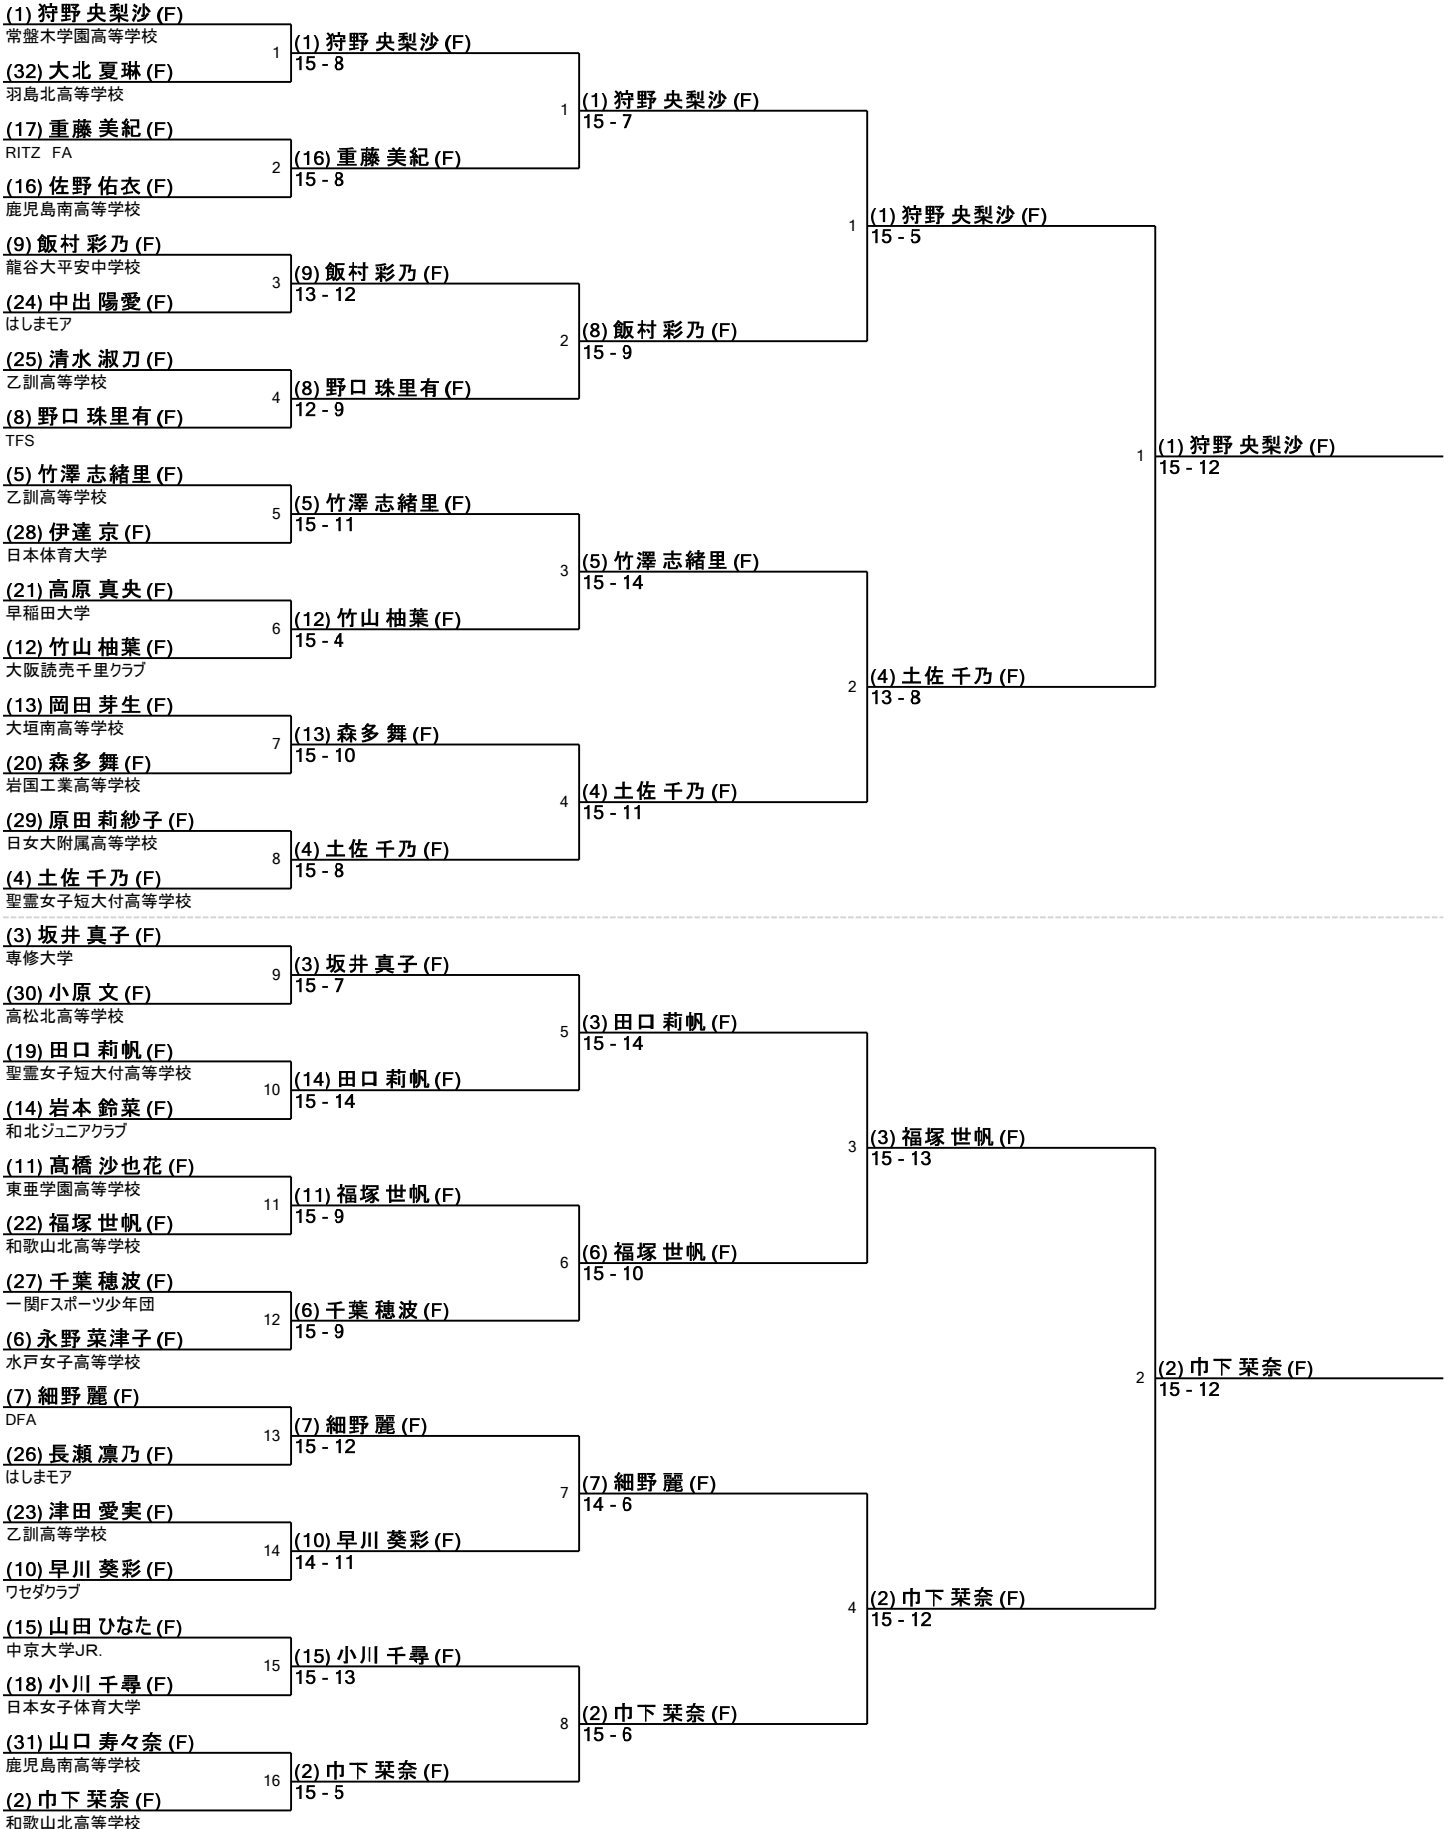 (1) 狩野 央梨沙 (F)
常盤木学園高等学校
1
(1) 狩野 央梨沙 (F)
15 - 8
(32) 大北 夏琳 (F)
羽島北高等学校
1
(1) 狩野 央梨沙 (F)
15 - 7
(17) 重藤 美紀 (F)
RITZ FA
2
(16) 重藤 美紀 (F)
15 - 8
(16) 佐野 佑衣 (F)
鹿児島南高等学校
1
(1) 狩野 央梨沙 (F)
15 - 5
(9) 飯村 彩乃 (F)
龍谷大平安中学校
3
(9) 飯村 彩乃 (F)
13 - 12
(24) 中出 陽愛 (F)
はしまモア
2
(8) 飯村 彩乃 (F)
15 - 9
(25) 清水 淑刀 (F)
乙訓高等学校
4
(8) 野口 珠里有 (F)
12 - 9
(8) 野口 珠里有 (F)
TFS
1
(1) 狩野 央梨沙 (F)
15 - 12
(5) 竹澤 志緒里 (F)
乙訓高等学校
5
(5) 竹澤 志緒里 (F)
15 - 11
(28) 伊達 京 (F)
日本体育大学
3
(5) 竹澤 志緒里 (F)
15 - 14
(21) 高原 真央 (F)
早稲田大学
6
(12) 竹山 柚葉 (F)
15 - 4
(12) 竹山 柚葉 (F)
大阪読売千里クラブ
2
(4) 土佐 千乃 (F)
13 - 8
(13) 岡田 芽生 (F)
大垣南高等学校
7
(13) 森多 舞 (F)
15 - 10
(20) 森多 舞 (F)
岩国工業高等学校
4
(4) 土佐 千乃 (F)
15 - 11
(29) 原田 莉紗子 (F)
日女大附属高等学校
8
(4) 土佐 千乃 (F)
15 - 8
(4) 土佐 千乃 (F)
聖霊女子短大付高等学校
(3) 坂井 真子 (F)
専修大学
9
(3) 坂井 真子 (F)
15 - 7
(30) 小原 文 (F)
高松北高等学校
5
(3) 田口 莉帆 (F)
15 - 14
(19) 田口 莉帆 (F)
聖霊女子短大付高等学校
10
(14) 田口 莉帆 (F)
15 - 14
(14) 岩本 鈴菜 (F)
和北ジュニアクラブ
3
(3) 福塚 世帆 (F)
15 - 13
(11) 髙橋 沙也花 (F)
東亜学園高等学校
11
(11) 福塚 世帆 (F)
15 - 9
(22) 福塚 世帆 (F)
和歌山北高等学校
6
(6) 福塚 世帆 (F)
15 - 10
(27) 千葉 穂波 (F)
一関Fスポーツ少年団
12
(6) 千葉 穂波 (F)
15 - 9
(6) 永野 菜津子 (F)
水戸女子高等学校
2
(2) 巾下 栞奈 (F)
15 - 12
(7) 細野 麗 (F)
DFA
13
(7) 細野 麗 (F)
15 - 12
(26) 長瀬 凛乃 (F)
はしまモア
7
(7) 細野 麗 (F)
14 - 6
(23) 津田 愛実 (F)
乙訓高等学校
14
(10) 早川 葵彩 (F)
14 - 11
(10) 早川 葵彩 (F)
ワセダクラブ
4
(2) 巾下 栞奈 (F)
15 - 12
(15) 山田 ひなた (F)
中京大学JR.
15
(15) 小川 千尋 (F)
15 - 13
(18) 小川 千尋 (F)
日本女子体育大学
8
(2) 巾下 栞奈 (F)
15 - 6
(31) 山口 寿々奈 (F)
鹿児島南高等学校
16
(2) 巾下 栞奈 (F)
15 - 5
(2) 巾下 栞奈 (F)
和歌山北高等学校